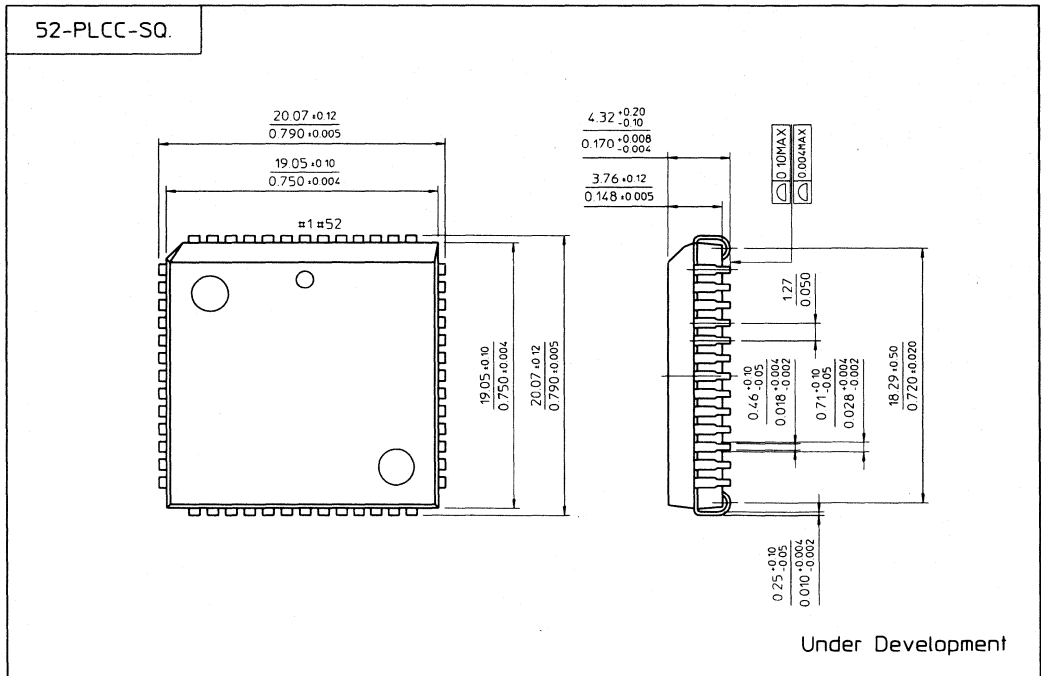 52-PLCC-SQ.
20.07 ±0.12
0.790 ±0.005
19.05 ±0.10
0.750 ±0.004
#1 #52
4.32 +0.20 -0.10
0.170 +0.008 -0.004
3.76 ±0.12
0.148 ±0.005
0.10MAX
0.004MAX
1.27
0.050
19.05 ±0.10
0.750 ±0.004
20.07 ±0.12
0.790 ±0.005
0.46 +0.10 -0.05
0.018 +0.004 -0.002
0.71 +0.10 -0.05
0.028 +0.004 -0.002
18.29 ±0.50
0.720 ±0.020
0.25 +0.10 -0.05
0.010 +0.004 -0.002
Under Development